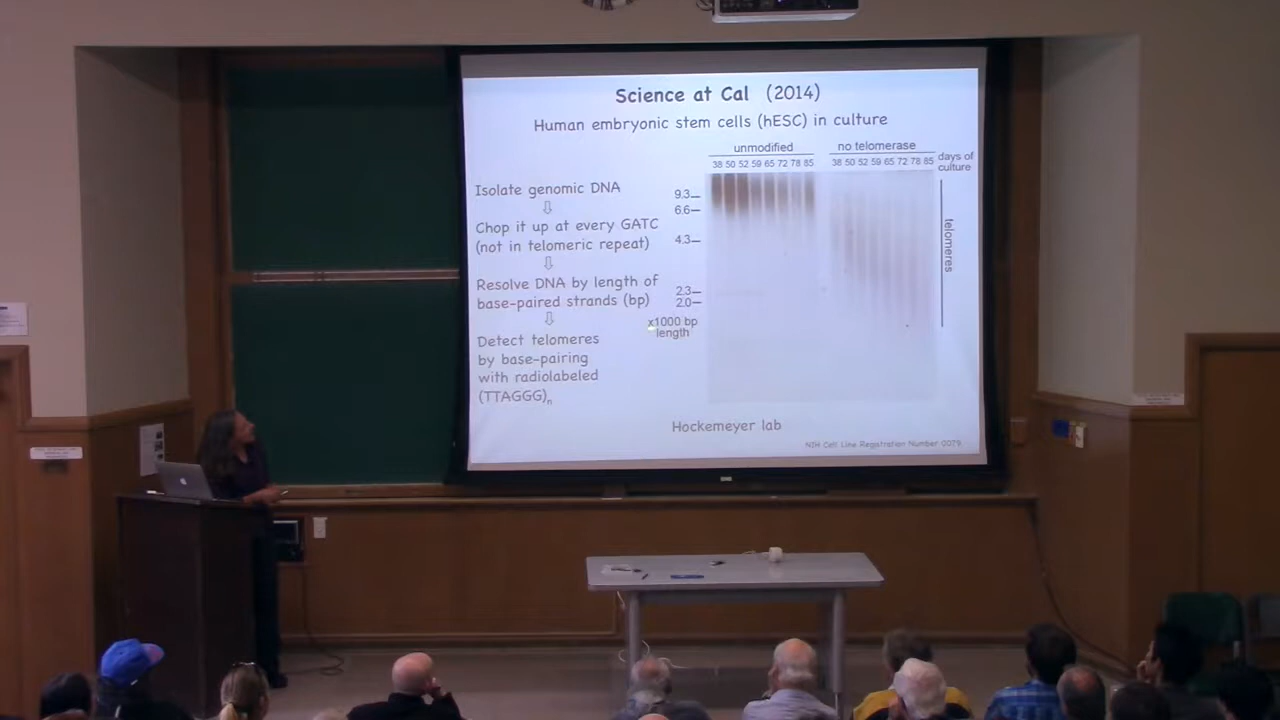 Science at Cal (2014)
Human embryonic stem cells (hESC) in culture
unmodified
no telomerase
38 50 52 59 65 72 78 85
38 50 52 59 65 72 78 85
days of
culture
Isolate genomic DNA
Chop it up at every GATC
(not in telomeric repeat)
Resolve DNA by length of
base-paired strands (bp)
Detect telomeres
by base-pairing
with radiolabeled
(TTAGGG)n
9.3
6.6
4.3
2.3
2.0
x1000 bp
length
telomeres
Hockemeyer lab
NIH Cell Line Registration Number 0079